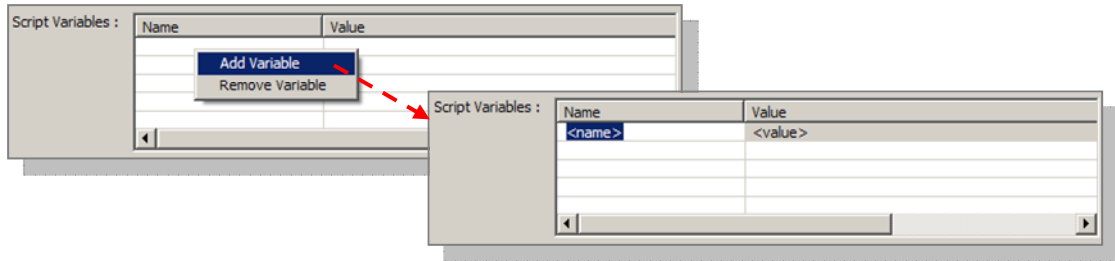 Script Variables :
Name Value
Add Variable
Remove Variable
Script Variables :
Name Value
<name> <value>